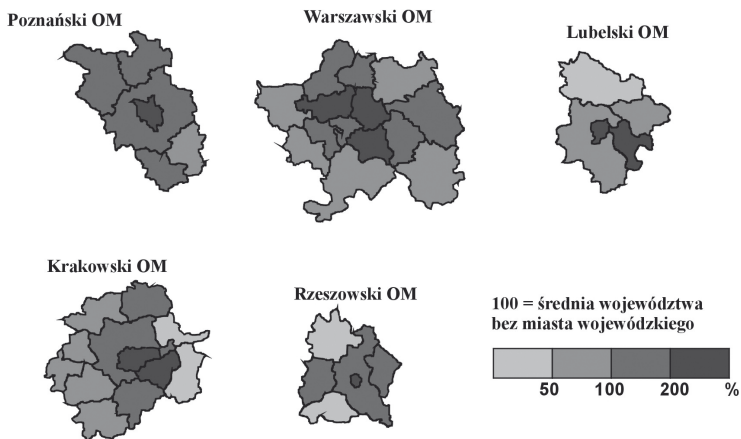 Poznański OM
Warszawski OM
Lubelski OM
Krakowski OM
Rzeszowski OM
100 = średnia województwa
bez miasta wojewódzkiego
50 100 200 %